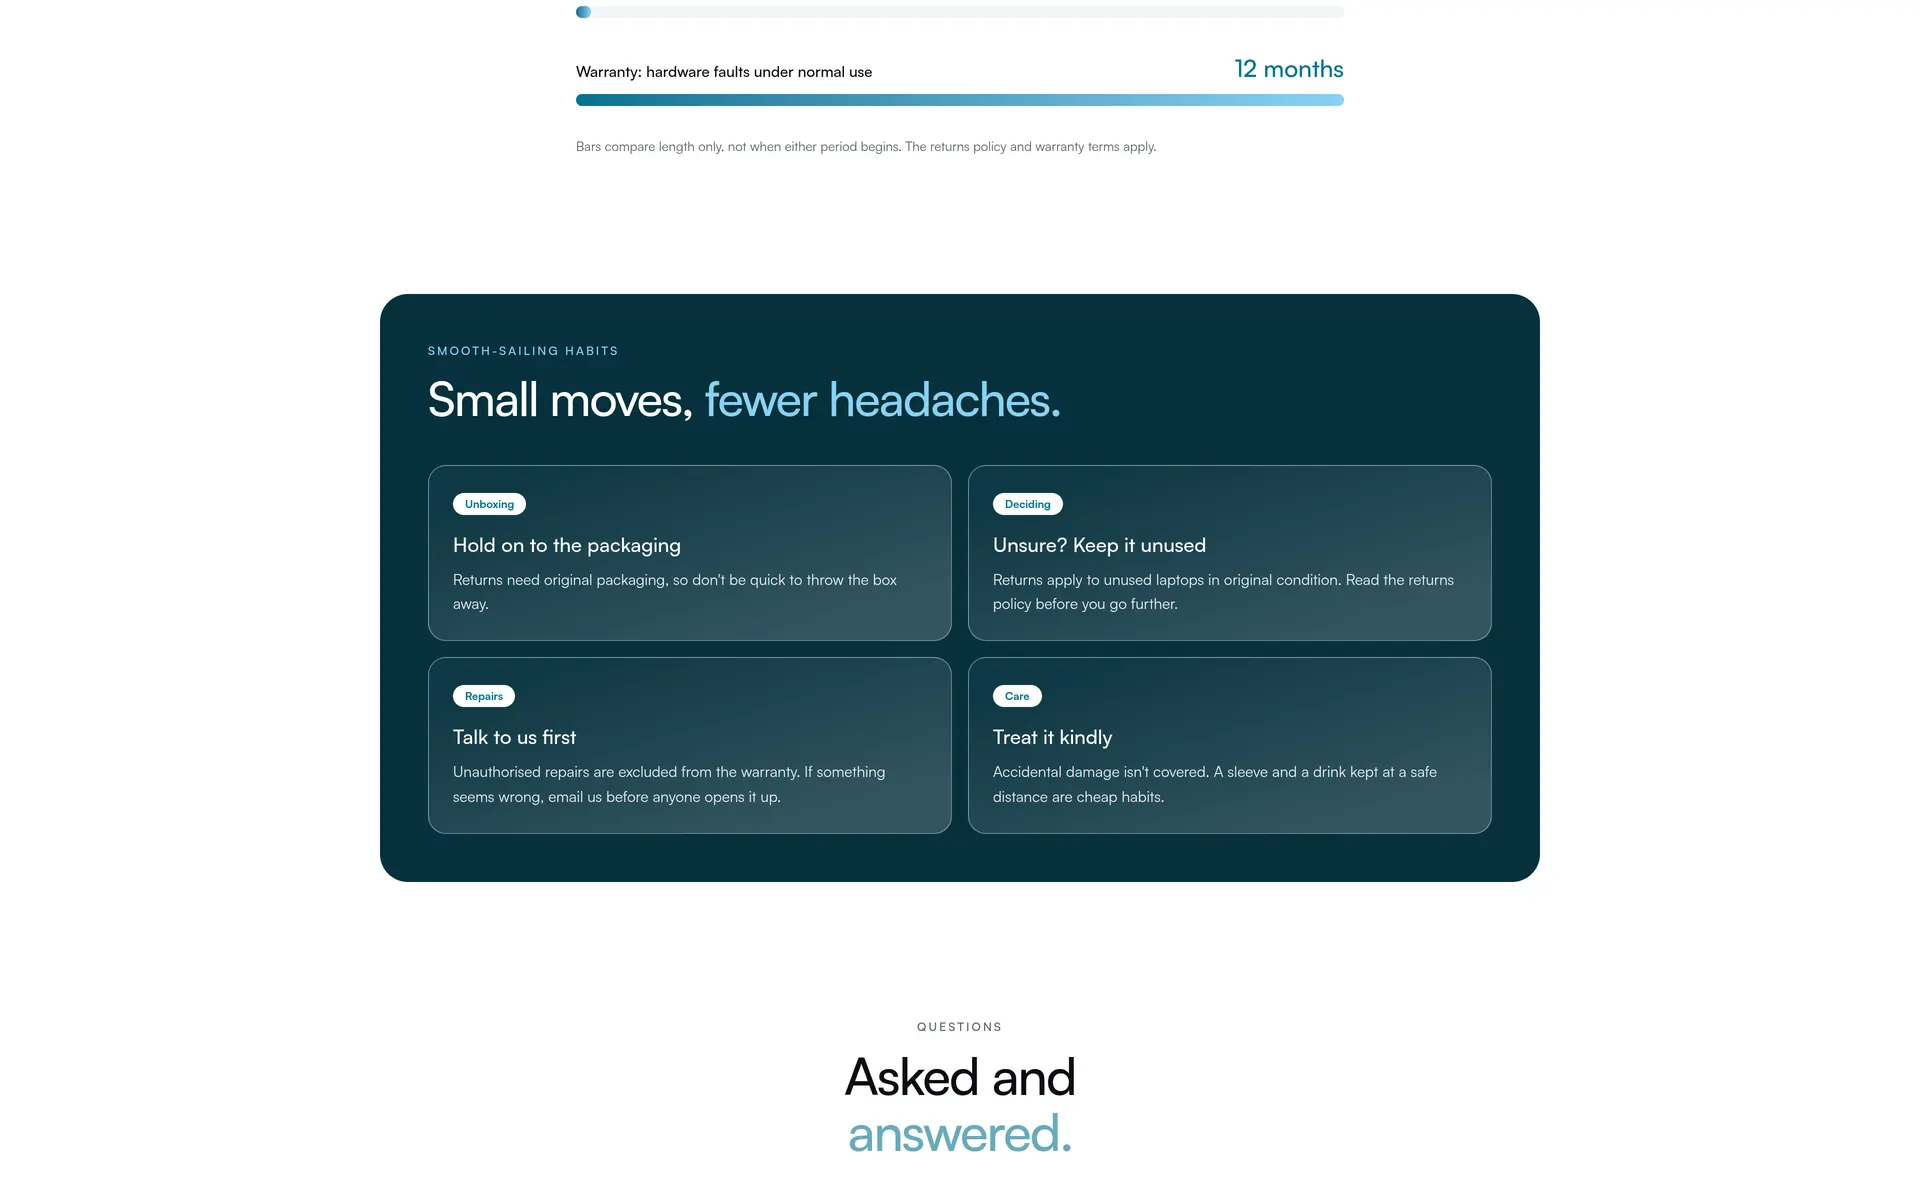 Warranty: hardware faults under normal use
12 months
Bars compare length only, not when either period begins. The returns policy and warranty terms apply.
SMOOTH-SAILING HABITS
Small moves, fewer headaches.
Unboxing
Hold on to the packaging
Returns need original packaging, so don't be quick to throw the box
away.
Deciding
Unsure? Keep it unused
Returns apply to unused laptops in original condition. Read the returns
policy before you go further.
Repairs
Talk to us first
Unauthorised repairs are excluded from the warranty. If something
seems wrong, email us before anyone opens it up.
Care
Treat it kindly
Accidental damage isn't covered. A sleeve and a drink kept at a safe
distance are cheap habits.
QUESTIONS
Asked and
answered.